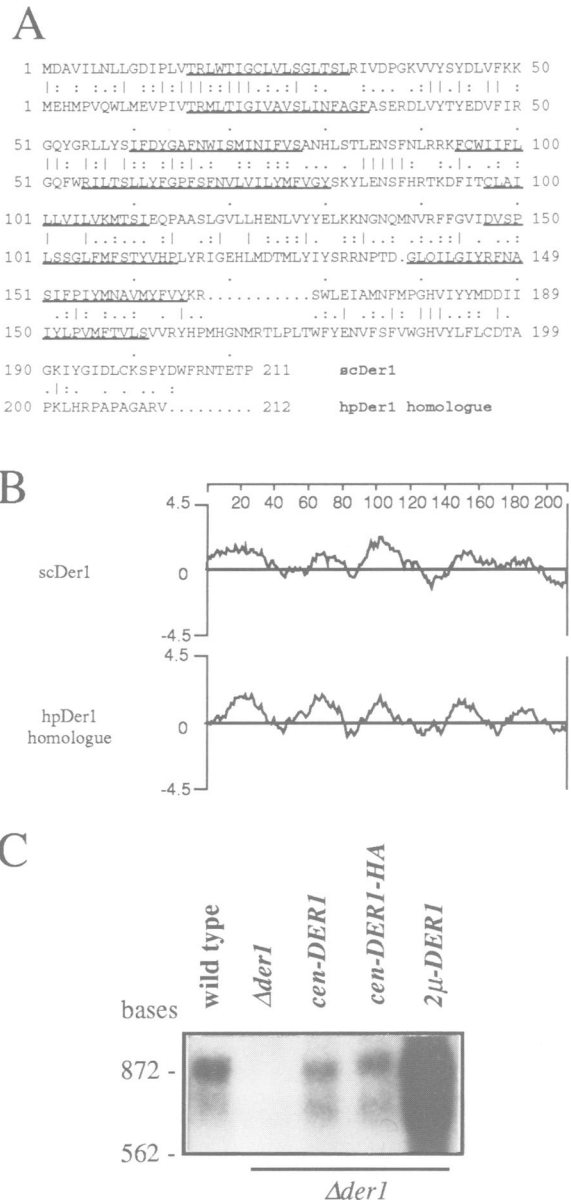 A
1 MDAVILNLLGDIPLVTRLWTIGCLVLSGLTSLRIVDPGKVVYSYDLVFKK 50
1 MEHMPVQWLMEVPIVTRMLTIGIVAVSLINFAGFASERDLVYTYEDVFIR 50
51 GQYGRLLYSIFDYGAFNWISMINIFVSANHLSTLENSFNLRRKFCWIIFL 100
51 GQFWRILTSLLYFGPFSFNVLVILYMFVGYSKYLENSFHRTKDFITCLAI 100
101 LLVILVKMTSIEQPAASLGVLLHENLVYYELKKNGNQMNVRFFGVIDVSP 150
101 LSSGLFMFSTYVHPLYRIGEHLMDTMLYIYSRRNPTD.GLQILGIYRFNA 149
151 SIFPIYMNAVMYFVYKR............SWLEIAMNFMPGHVIYYMDDII 189
150 IYLPVMFTVLSVVRYHPMHGNMRTLPLTWFYENVFSFVWGHVYLFLCDTA 199
190 GKIYGIDLCKSPYDWFRNTETP 211 scDer1
200 PKLHRPAPAGARV......... 212 hpDer1 homologue
B
20 40 60 80 100 120 140 160 180 200
4.5
scDer1
0
-4.5
4.5
hpDer1
homologue
0
-4.5
C
bases
wild type
Δder1
cen-DER1
cen-DER1-HA
2μ-DER1
872 -
562 -
Δder1